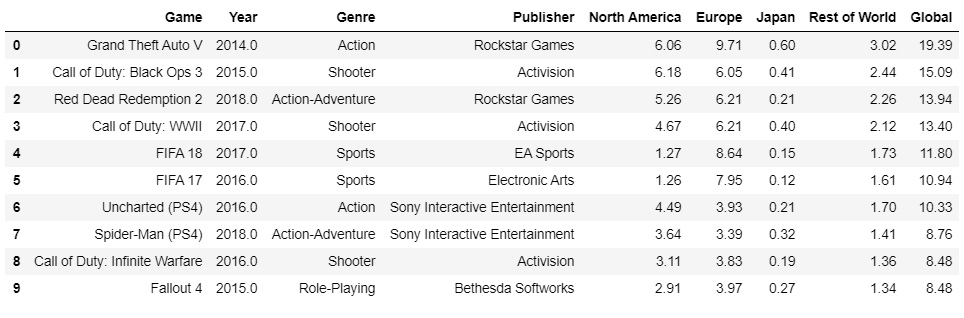 Game Year Genre Publisher North America Europe Japan Rest of World Global
0 Grand Theft Auto V 2014.0 Action Rockstar Games 6.06 9.71 0.60 3.02 19.39
1 Call of Duty: Black Ops 3 2015.0 Shooter Activision 6.18 6.05 0.41 2.44 15.09
2 Red Dead Redemption 2 2018.0 Action-Adventure Rockstar Games 5.26 6.21 0.21 2.26 13.94
3 Call of Duty: WWII 2017.0 Shooter Activision 4.67 6.21 0.40 2.12 13.40
4 FIFA 18 2017.0 Sports EA Sports 1.27 8.64 0.15 1.73 11.80
5 FIFA 17 2016.0 Sports Electronic Arts 1.26 7.95 0.12 1.61 10.94
6 Uncharted (PS4) 2016.0 Action Sony Interactive Entertainment 4.49 3.93 0.21 1.70 10.33
7 Spider-Man (PS4) 2018.0 Action-Adventure Sony Interactive Entertainment 3.64 3.39 0.32 1.41 8.76
8 Call of Duty: Infinite Warfare 2016.0 Shooter Activision 3.11 3.83 0.19 1.36 8.48
9 Fallout 4 2015.0 Role-Playing Bethesda Softworks 2.91 3.97 0.27 1.34 8.48